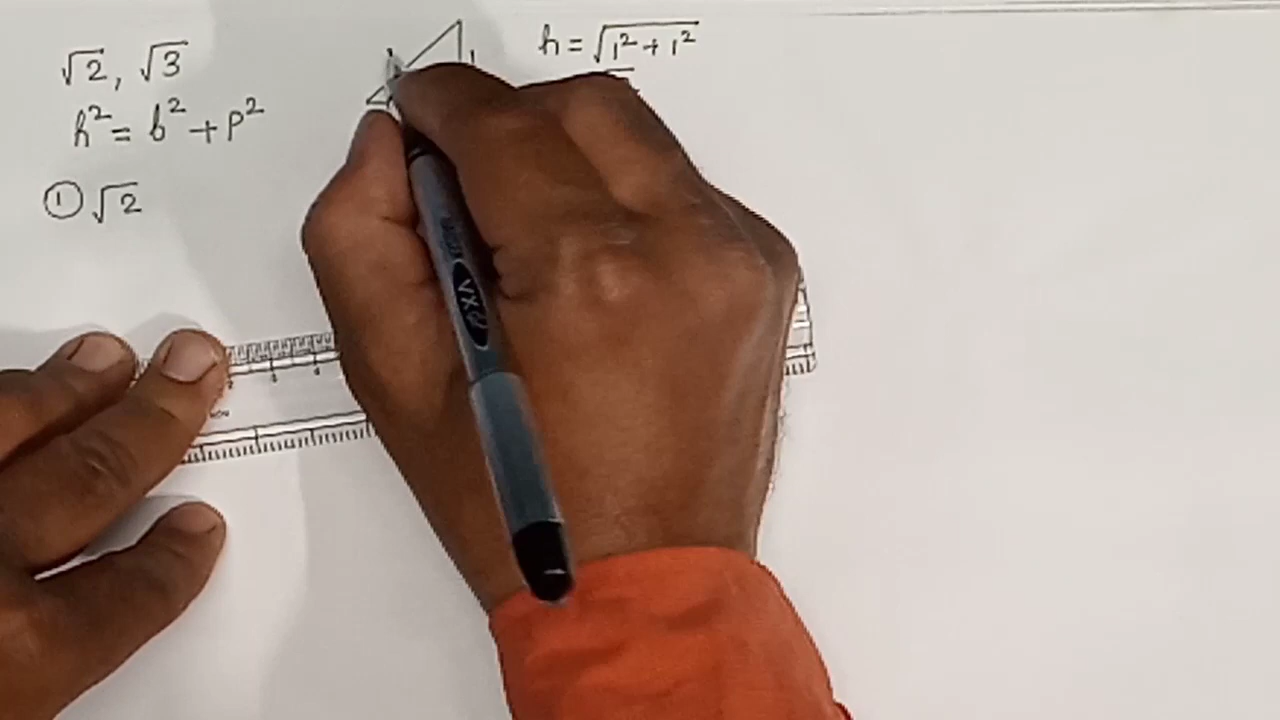 √2, √3
h² = b² + p²
① √2
1
h = √1² + 1²